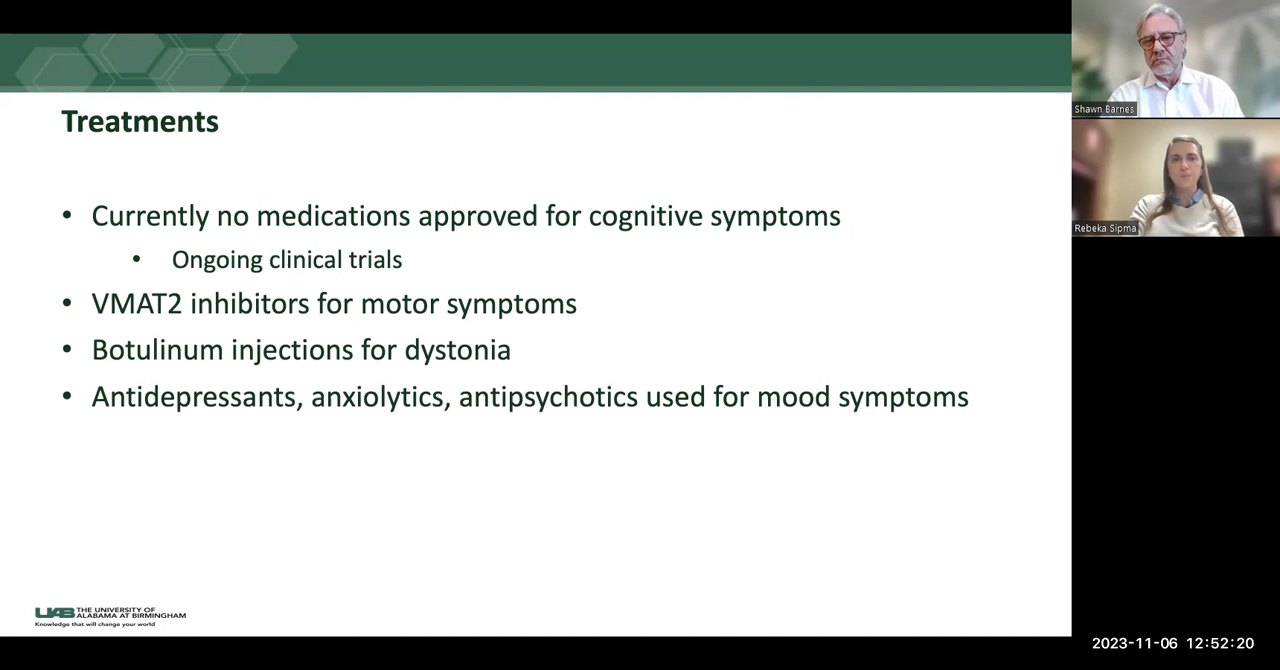 Treatments
• Currently no medications approved for cognitive symptoms
• Ongoing clinical trials
• VMAT2 inhibitors for motor symptoms
• Botulinum injections for dystonia
• Antidepressants, anxiolytics, antipsychotics used for mood symptoms
UAB THE UNIVERSITY OF
ALABAMA AT BIRMINGHAM
Knowledge that will change your world
Shawn Barnes
Rebeka Sipma
2023-11-06 12:52:20